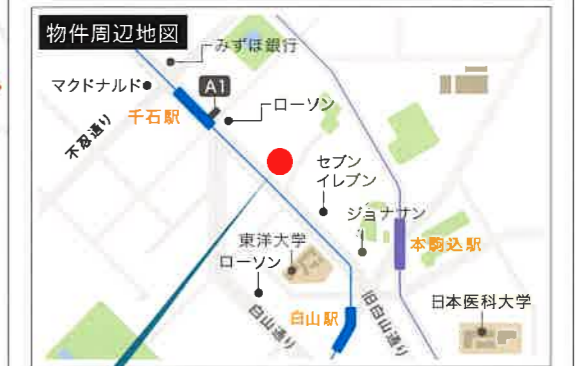 物件周辺地図
みずほ銀行
マクドナルド
A1
千石駅
ローソン
不忍通り
セブン
イレブン
ジョナサン
東洋大学
本駒込駅
ローソン
白山通り
白山駅
旧白山通り
日本医科大学